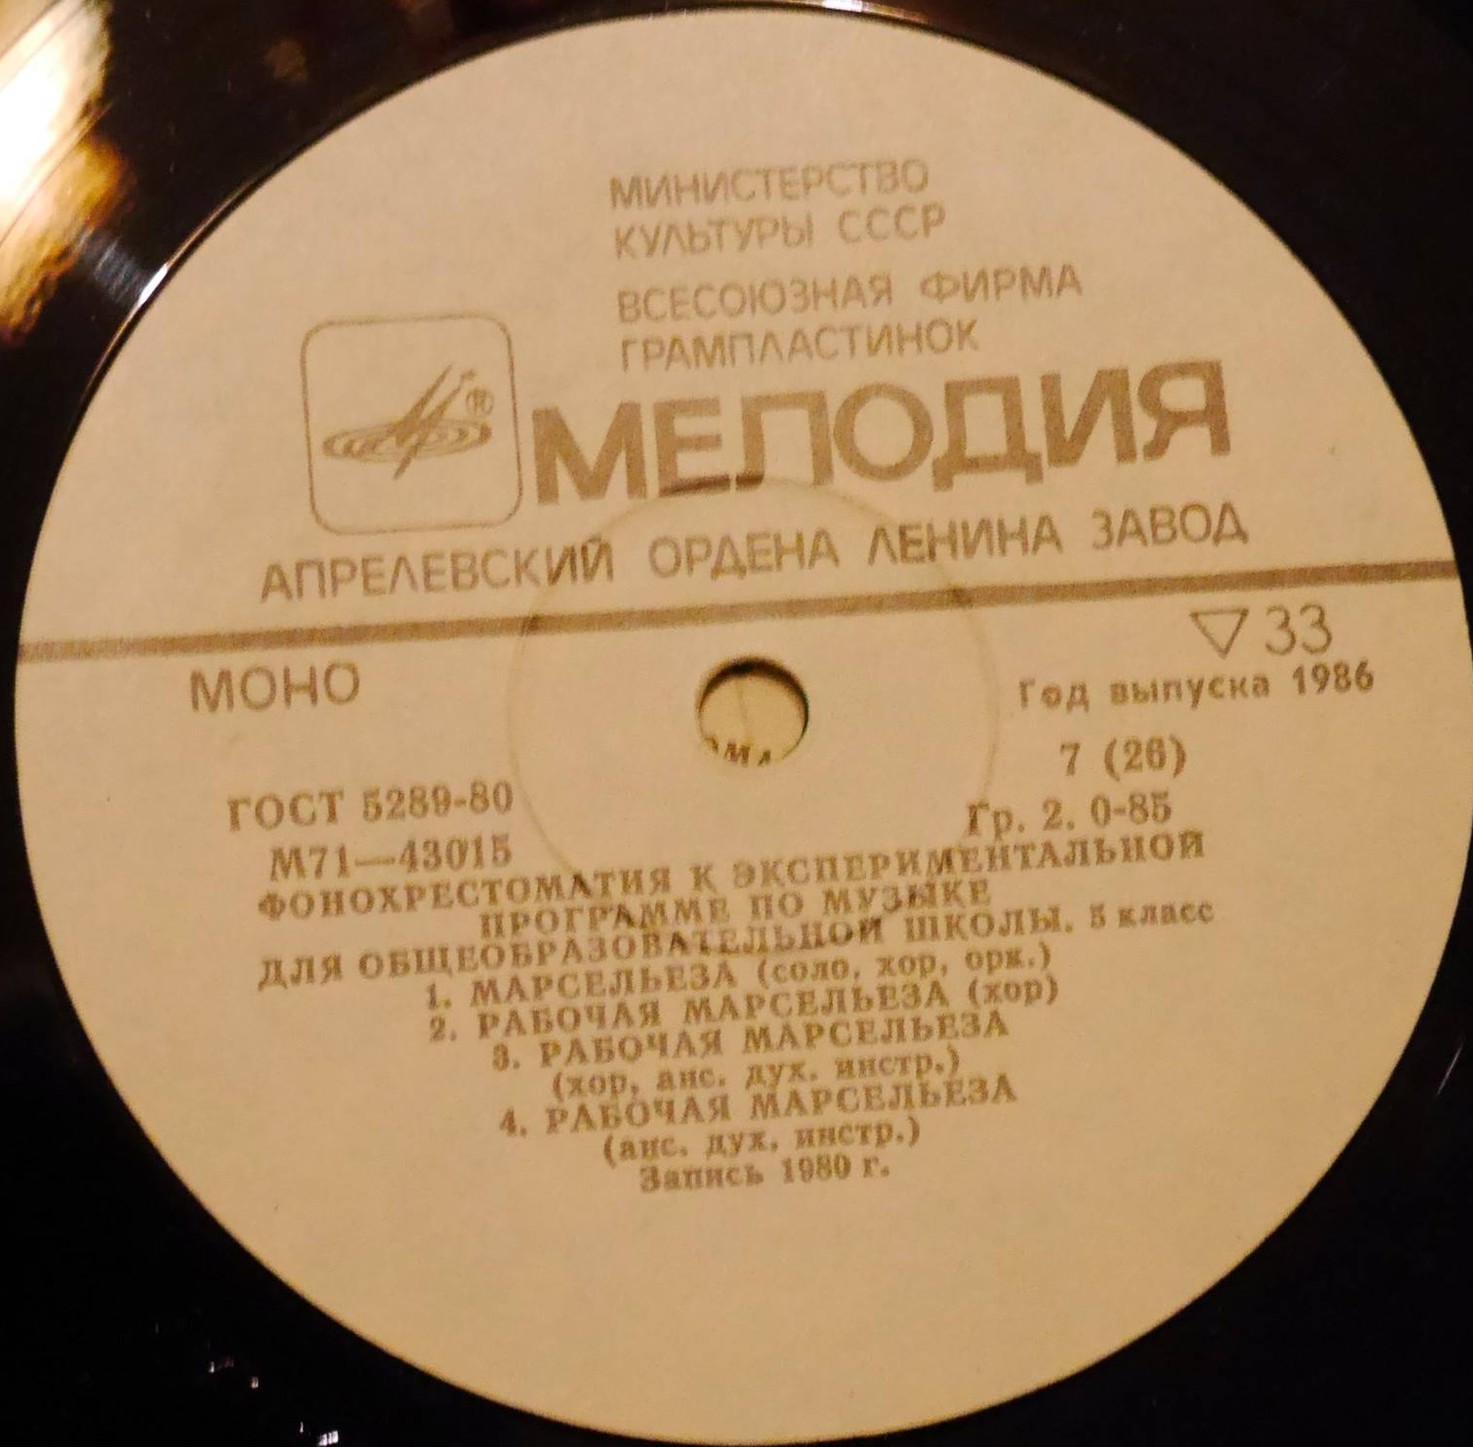 МИНИСТЕРСТВО
КУЛЬТУРЫ СССР
ВСЕСОЮЗНАЯ ФИРМА
ГРАМПЛАСТИНОК
®
МЕЛОДИЯ
АПРЕЛЕВСКИЙ ОРДЕНА ЛЕНИНА ЗАВОД
МОНО
▽ 33
Год выпуска 1986
7 (26)
ГОСТ 5289-80
Гр. 2. 0-85
М71—43015
ФОНОХРЕСТОМАТИЯ К ЭКСПЕРИМЕНТАЛЬНОЙ
ПРОГРАММЕ ПО МУЗЫКЕ
ДЛЯ ОБЩЕОБРАЗОВАТЕЛЬНОЙ ШКОЛЫ. 5 класс
1. МАРСЕЛЬЕЗА (соло, хор, орк.)
2. РАБОЧАЯ МАРСЕЛЬЕЗА (хор)
3. РАБОЧАЯ МАРСЕЛЬЕЗА
(хор, анс. дух. инстр.)
4. РАБОЧАЯ МАРСЕЛЬЕЗА
(анс. дух. инстр.)
Запись 1980 г.